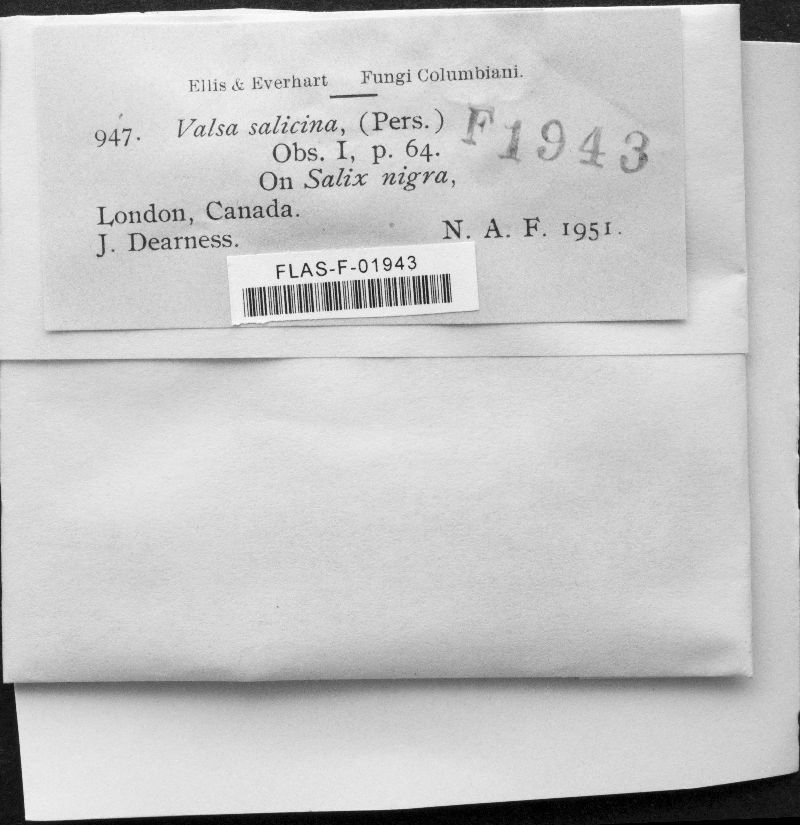 Ellis & Everhart Fungi Columbiani.
947. Valsa salicina, (Pers.)
F1943
Obs. I, p. 64.
On Salix nigra,
London, Canada.
J. Dearness. N. A. F. 1951.
FLAS-F-01943